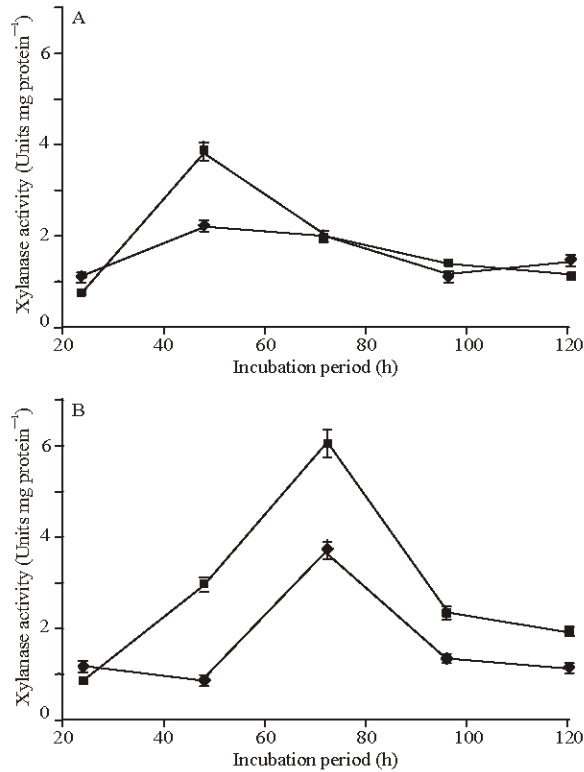 A
Xylanase activity (Units mg protein⁻¹)
6
4
2
0
20 40 60 80 100 120
Incubation period (h)
B
Xylanase activity (Units mg protein⁻¹)
6
4
2
0
20 40 60 80 100 120
Incubation period (h)